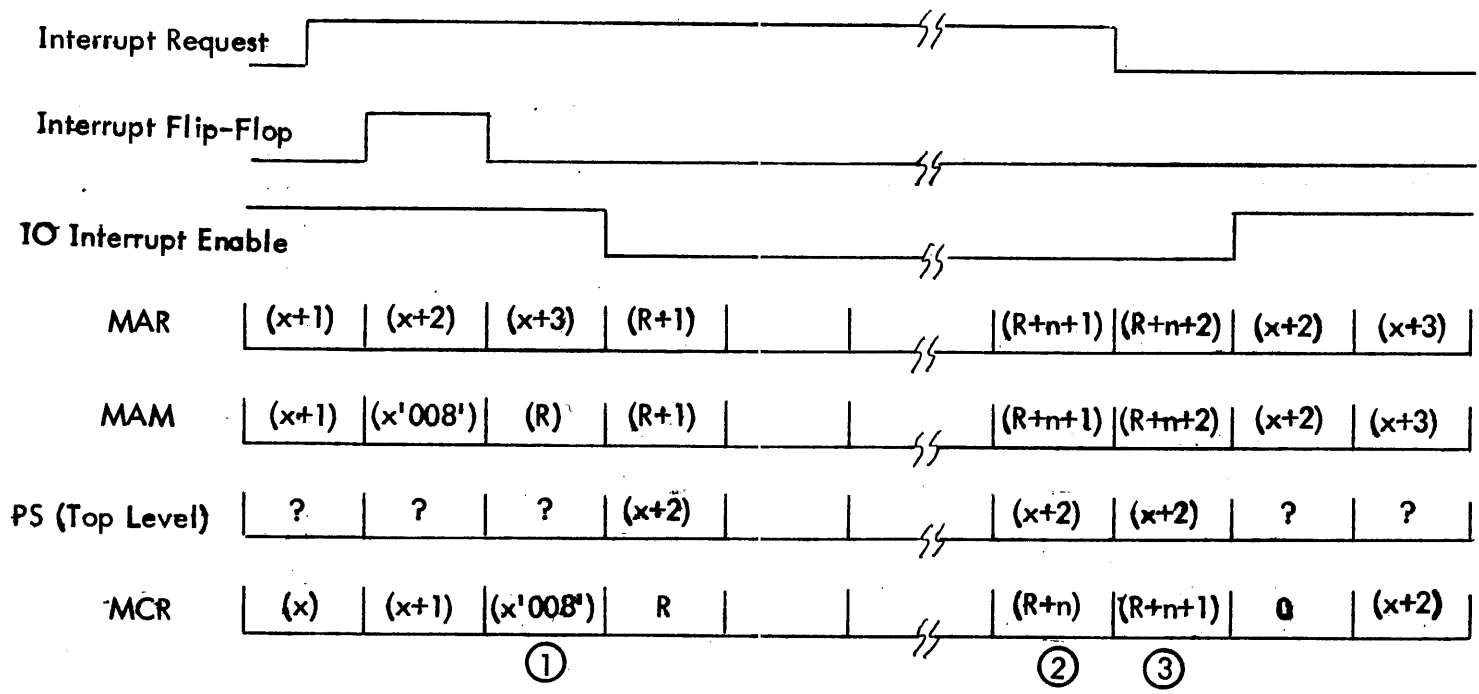 Interrupt Request
Interrupt Flip-Flop
IO Interrupt Enable
MAR (x+1) (x+2) (x+3) (R+1) (R+n+1) (R+n+2) (x+2) (x+3)
MAM (x+1) (x'008') (R) (R+1) (R+n+1) (R+n+2) (x+2) (x+3)
PS (Top Level) ? ? ? (x+2) (x+2) (x+2) ? ?
MCR (x) (x+1) (x'008') R (R+n) (R+n+1) 0 (x+2)
1 2 3